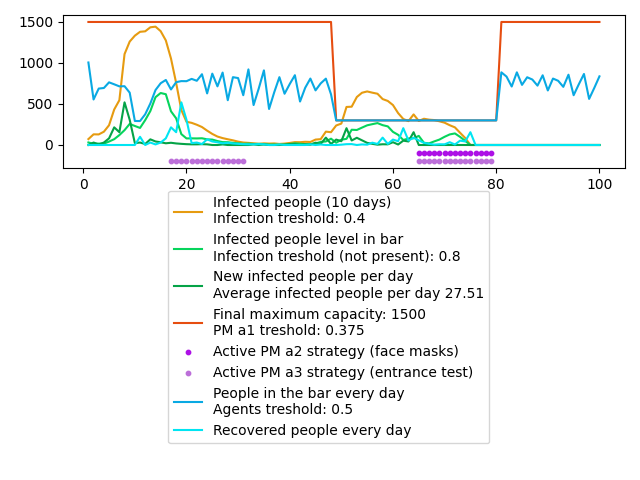 1500
1000
500
0
0
20
40
60
80
100
Infected people (10 days)
Infection treshold: 0.4
Infected people level in bar
Infection treshold (not present): 0.8
New infected people per day
Average infected people per day 27.51
Final maximum capacity: 1500
PM a1 treshold: 0.375
Active PM a2 strategy (face masks)
Active PM a3 strategy (entrance test)
People in the bar every day
Agents treshold: 0.5
Recovered people every day